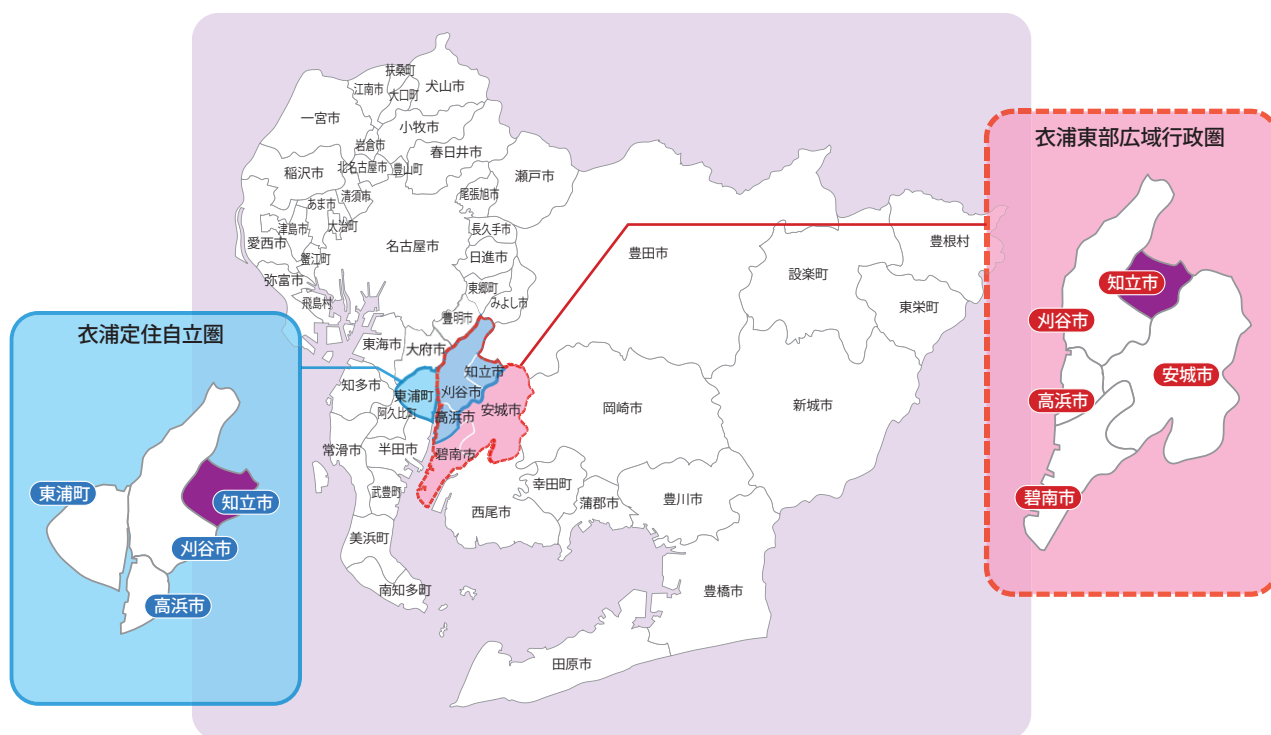 扶桑町
江南市
大口町
犬山市
一宮市
小牧市
岩倉市
春日井市
稲沢市
北名古屋市
豊山町
瀬戸市
尾張旭市
清須市
あま市
津島市
大治町
長久手市
愛西市
名古屋市
日進市
蟹江町
弥富市
東郷町
飛島村
みよし市
豊明市
豊田市
設楽町
豊根村
東栄町
東海市
大府市
知立市
知多市
東浦町
刈谷市
阿久比町
高浜市
安城市
岡崎市
新城市
常滑市
半田市
碧南市
武豊町
西尾市
幸田町
蒲郡市
豊川市
美浜町
南知多町
豊橋市
田原市
衣浦定住自立圏
東浦町
知立市
刈谷市
高浜市
衣浦東部広域行政圏
知立市
刈谷市
安城市
高浜市
碧南市